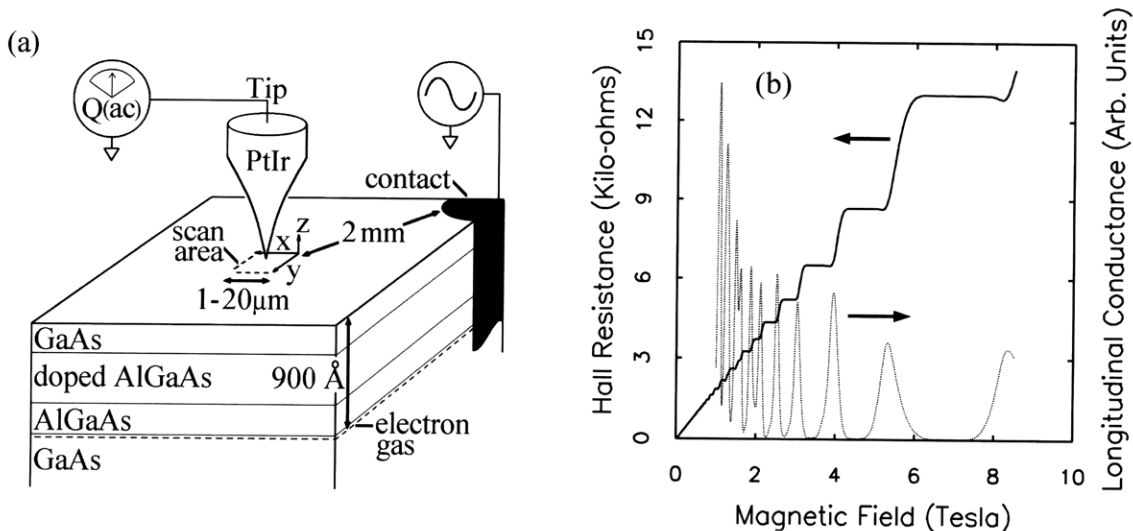 (a)
Q(ac)
Tip
PtIr
contact
scan
area
x
z
y
2 mm
1-20μm
GaAs
doped AlGaAs
900 Å
AlGaAs
electron
gas
GaAs
(b)
15
12
9
6
3
0
Hall Resistance (Kilo-ohms)
0 2 4 6 8 10
Magnetic Field (Tesla)
Longitudinal Conductance (Arb. Units)